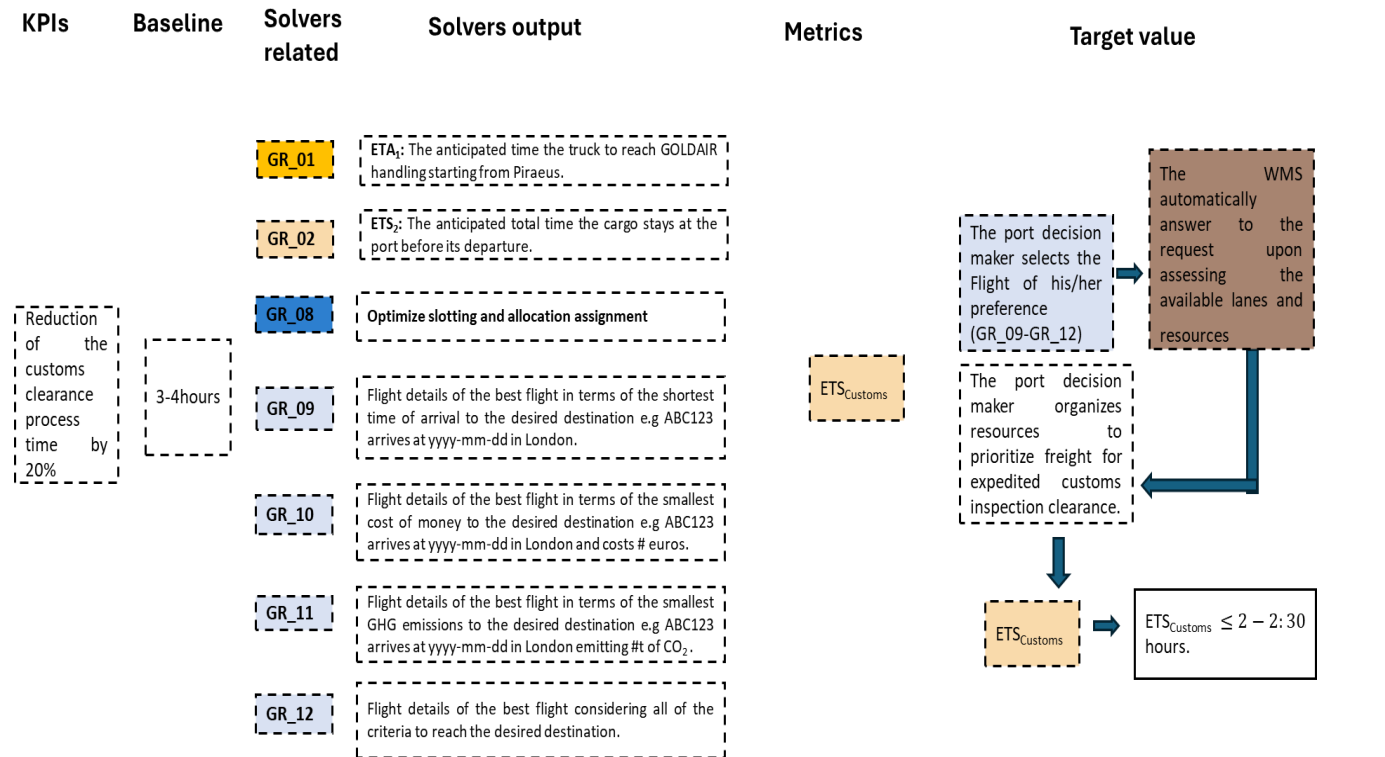 KPIs
Baseline
Solvers
related
Solvers output
Metrics
Target value
Reduction
of the
customs
clearance
process
time by
20%
3-4hours
GR_01
ETA₁: The anticipated time the truck to reach GOLDAIR
handling starting from Piraeus.
GR_02
ETS₂: The anticipated total time the cargo stays at the
port before its departure.
GR_08
Optimize slotting and allocation assignment
GR_09
Flight details of the best flight in terms of the shortest
time of arrival to the desired destination e.g ABC123
arrives at yyyy-mm-dd in London.
GR_10
Flight details of the best flight in terms of the smallest
cost of money to the desired destination e.g ABC123
arrives at yyyy-mm-dd in London and costs # euros.
GR_11
Flight details of the best flight in terms of the smallest
GHG emissions to the desired destination e.g ABC123
arrives at yyyy-mm-dd in London emitting #t of CO₂.
GR_12
Flight details of the best flight considering all of the
criteria to reach the desired destination.
ETSCustoms
The port decision
maker selects the
Flight of his/her
preference
(GR_09-GR_12)
The WMS
automatically
answer to the
request upon
assessing the
available lanes and
resources
The port decision
maker organizes
resources to
prioritize freight for
expedited customs
inspection clearance.
ETSCustoms
ETSCustoms ≤ 2 − 2:30
hours.